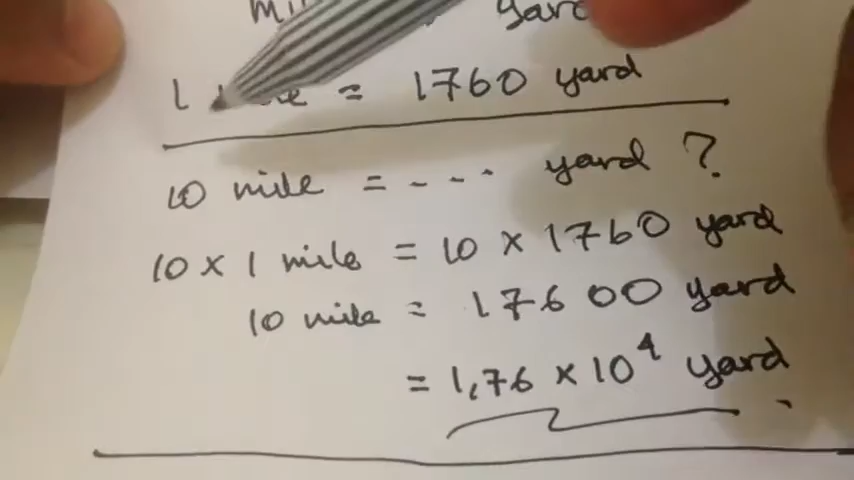 1 = 1760 yard
10 mile = - - - yard ?
10 x 1 mile = 10 x 1760 yard
10 mile = 17600 yard
= 1,76 x 10⁴ yard